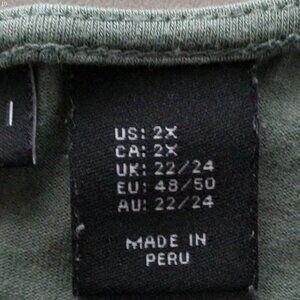 US: 2X
CA: 2X
UK: 22/24
EU: 48/50
AU: 22/24
MADE IN
PERU